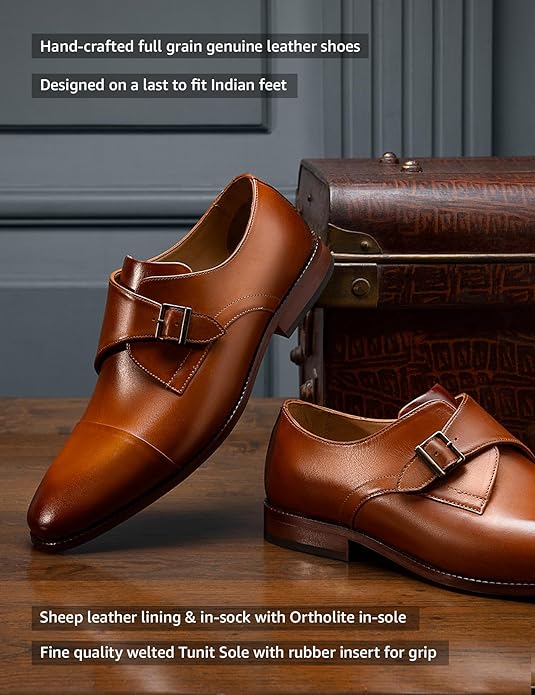 Hand-crafted full grain genuine leather shoes
Designed on a last to fit Indian feet
Sheep leather lining & in-sock with Ortholite in-sole
Fine quality welted Tunit Sole with rubber insert for grip